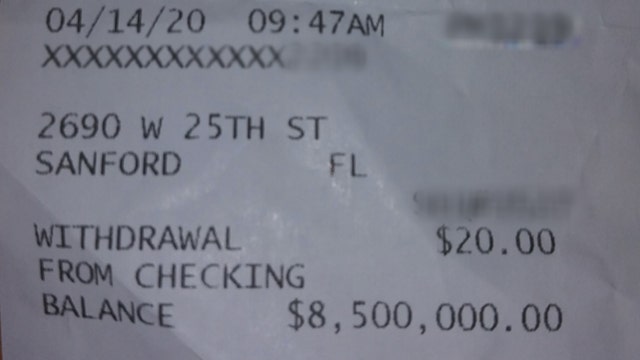 04/14/20 09:47AM
XXXXXXXXXXXX
2690 W 25TH ST
SANFORD FL
WITHDRAWAL $20.00
FROM CHECKING
BALANCE $8,500,000.00